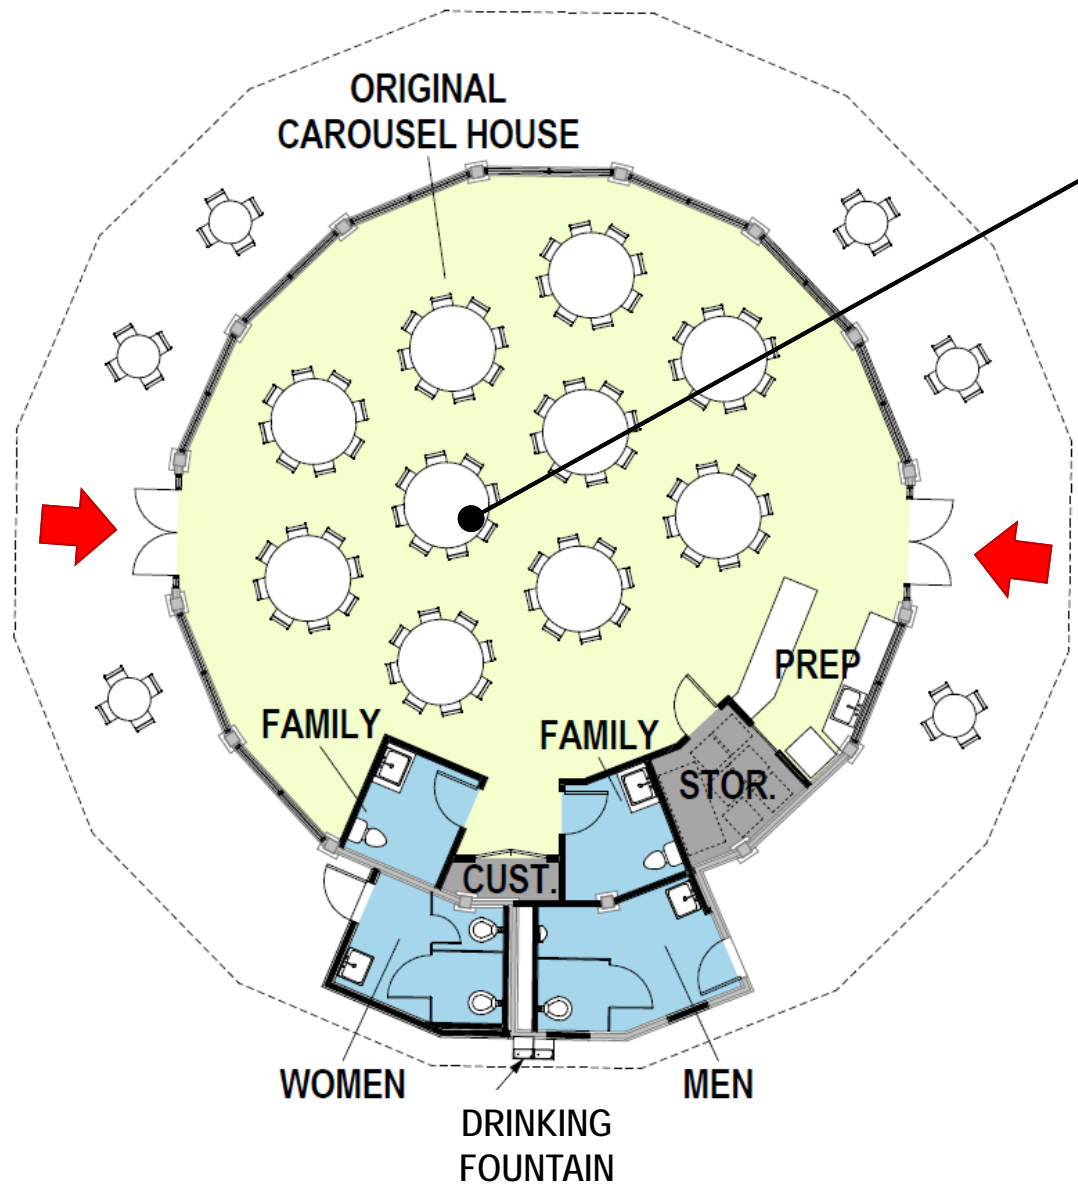 ORIGINAL
CAROUSEL HOUSE
PREP
FAMILY
FAMILY
STOR.
CUST.
WOMEN
MEN
DRINKING
FOUNTAIN